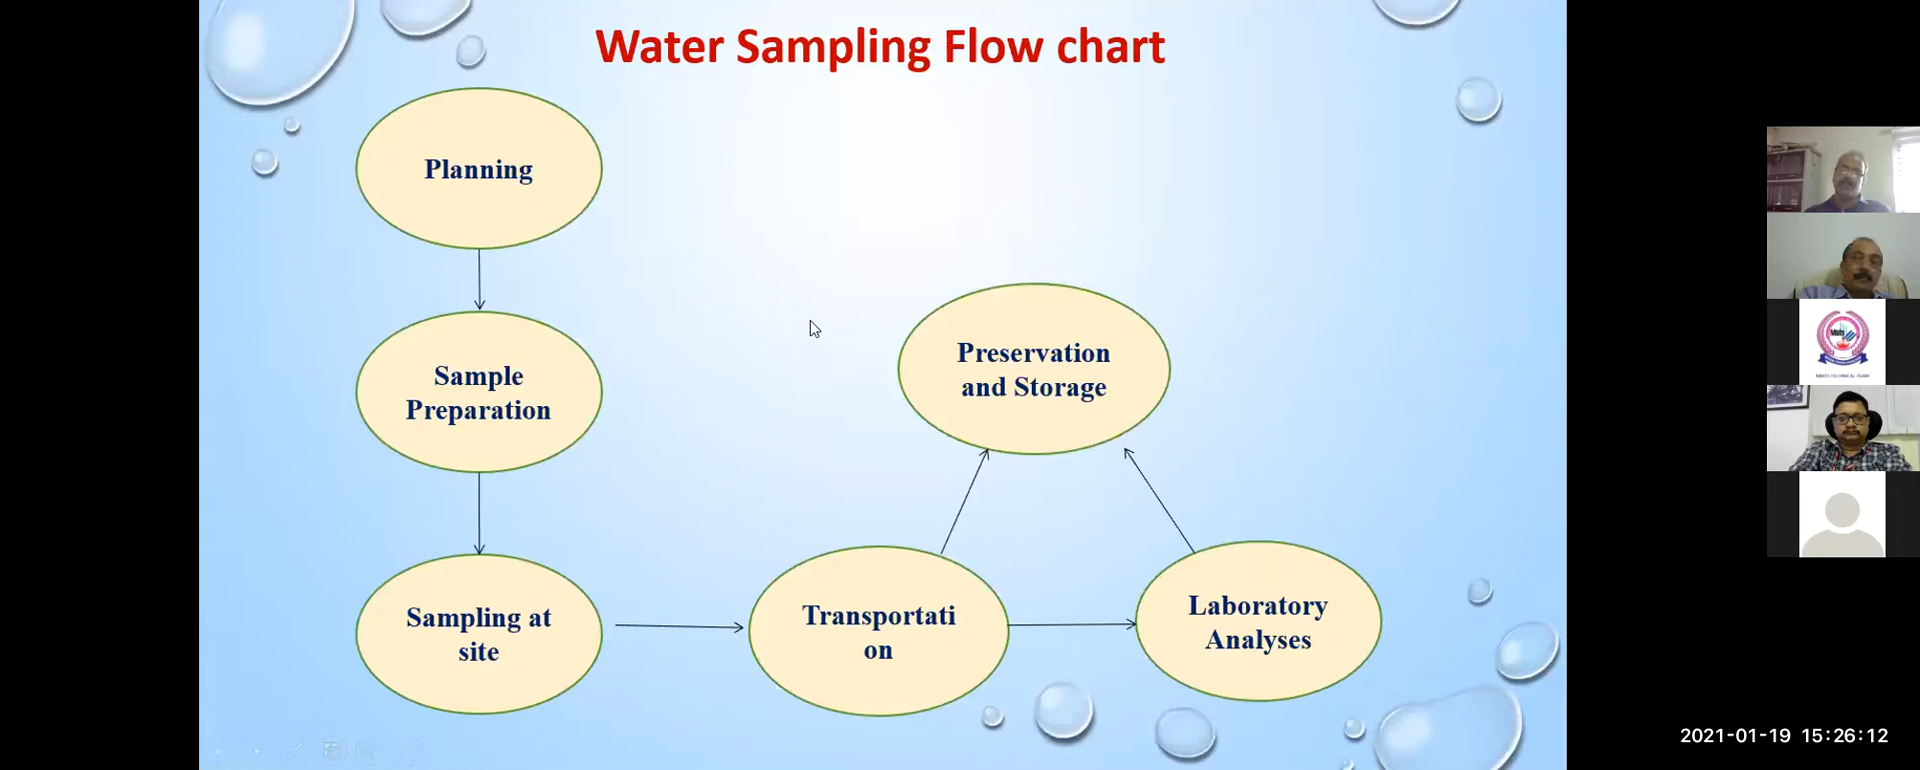 Water Sampling Flow chart
Planning
Sample
Preparation
Sampling at
site
Transportati
on
Laboratory
Analyses
Preservation
and Storage
2021-01-19 15:26:12